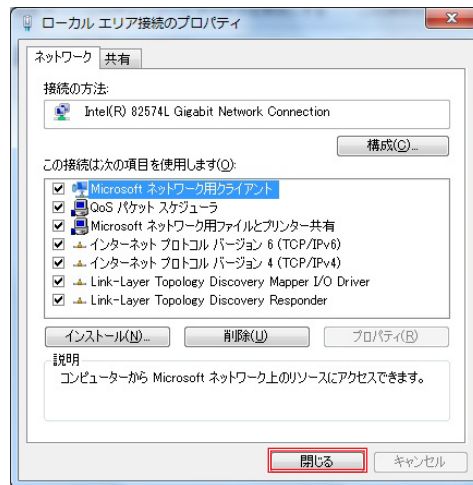 ローカル エリア接続のプロパティ
ネットワーク 共有
接続の方法:
Intel(R) 82574L Gigabit Network Connection
構成(C)...
この接続は次の項目を使用します(O):
Microsoft ネットワーク用クライアント
QoS パケット スケジューラ
Microsoft ネットワーク用ファイルとプリンター共有
インターネット プロトコル バージョン 6 (TCP/IPv6)
インターネット プロトコル バージョン 4 (TCP/IPv4)
Link-Layer Topology Discovery Mapper I/O Driver
Link-Layer Topology Discovery Responder
インストール(N)... 削除(U) プロパティ(R)
説明
コンピューターから Microsoft ネットワーク上のリソースにアクセスできます。
閉じる キャンセル